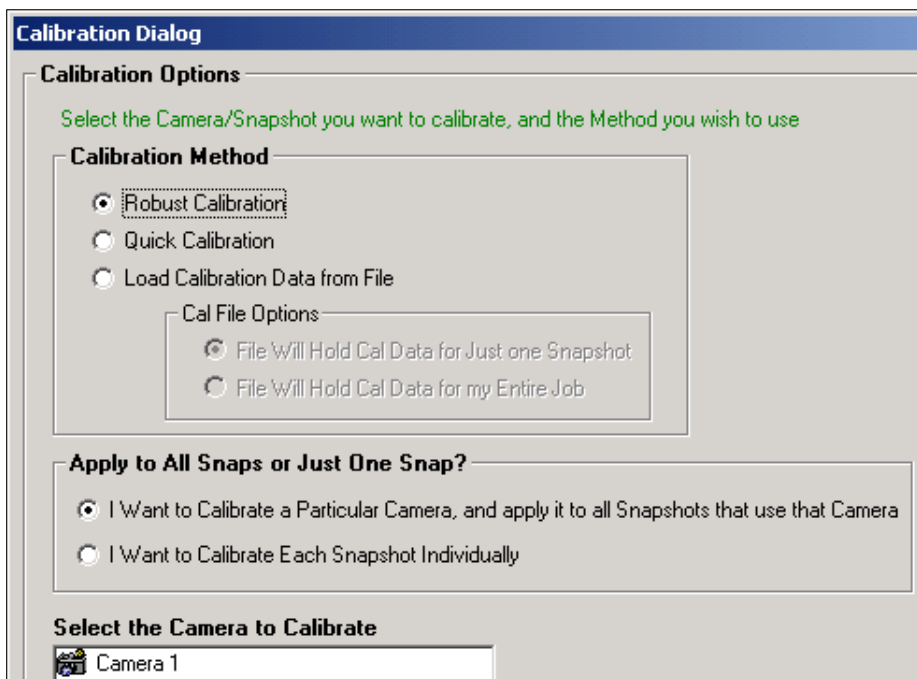 Calibration Dialog
Calibration Options
Select the Camera/Snapshot you want to calibrate, and the Method you wish to use
Calibration Method
Robust Calibration
Quick Calibration
Load Calibration Data from File
Cal File Options
File Will Hold Cal Data for Just one Snapshot
File Will Hold Cal Data for my Entire Job
Apply to All Snaps or Just One Snap?
I Want to Calibrate a Particular Camera, and apply it to all Snapshots that use that Camera
I Want to Calibrate Each Snapshot Individually
Select the Camera to Calibrate
Camera 1